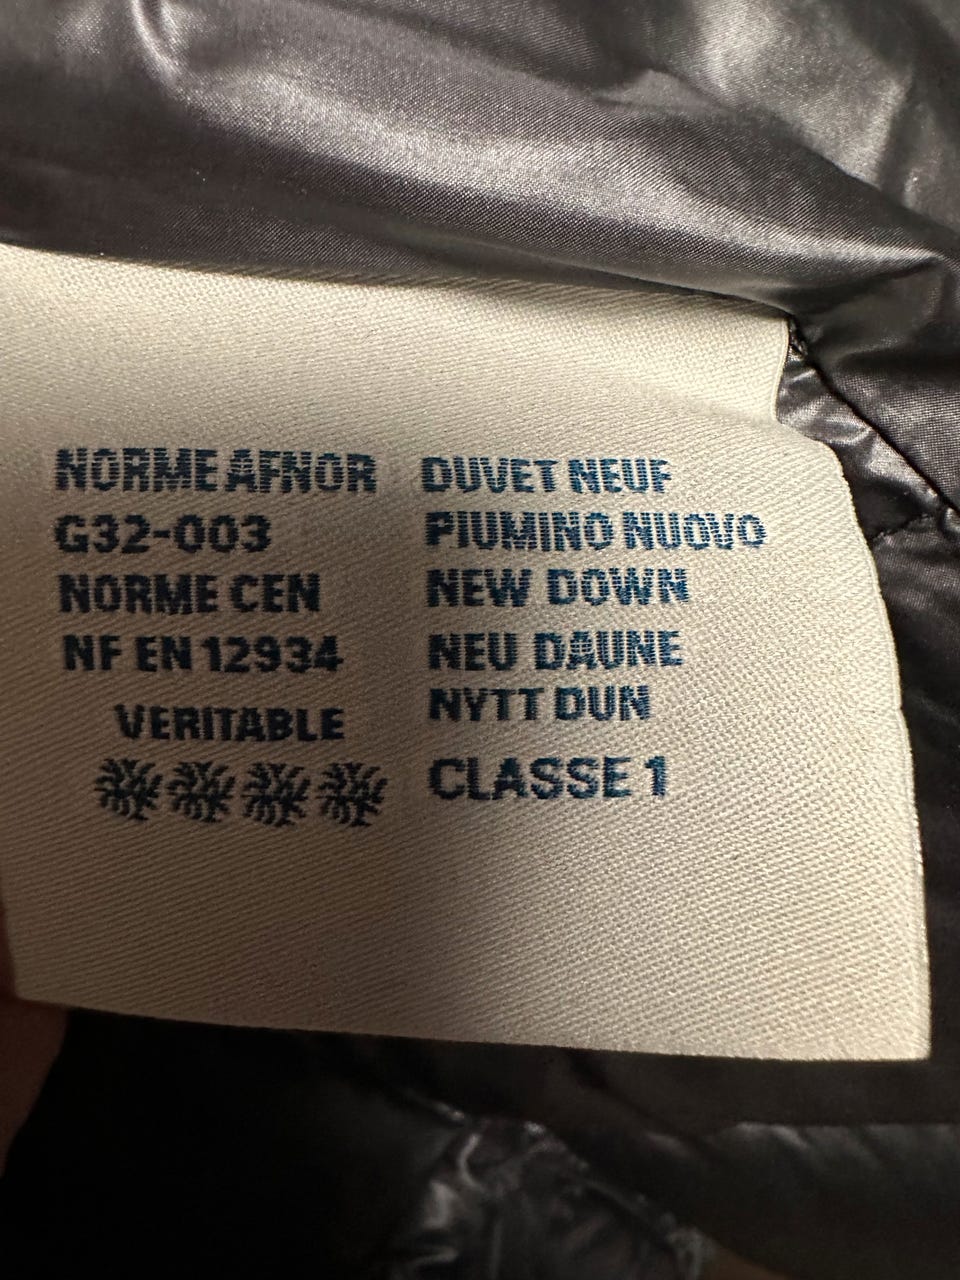 NORME AFNOR
G32-003
NORME CEN
NF EN 12934
VERITABLE
DUVET NEUF
PIUMINO NUOVO
NEW DOWN
NEU DAUNE
NYTT DUN
CLASSE 1